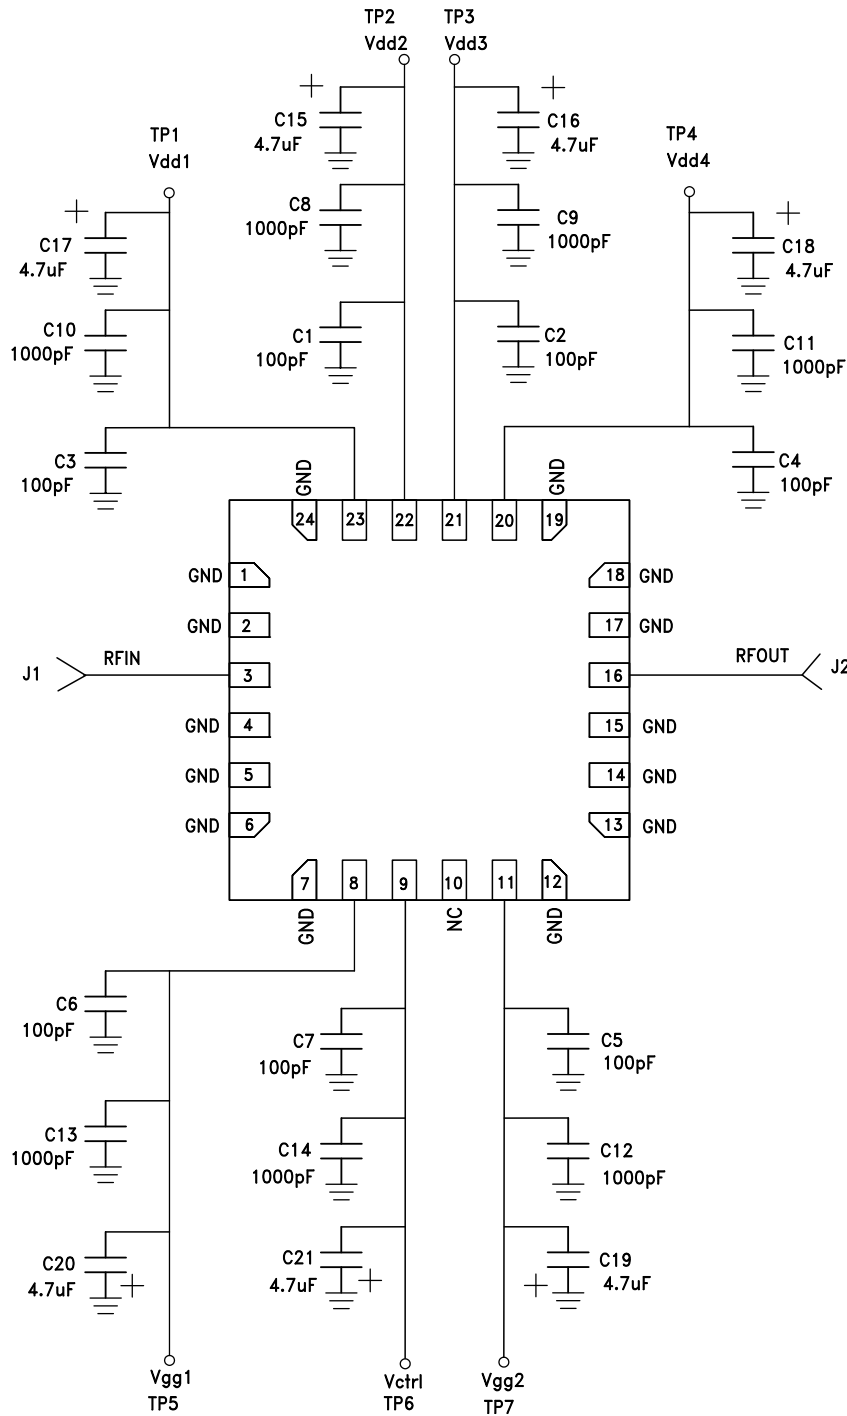 TP2
Vdd2
TP3
Vdd3
C15
4.7uF
C16
4.7uF
TP1
Vdd1
TP4
Vdd4
C8
1000pF
C9
1000pF
C17
4.7uF
C18
4.7uF
C10
1000pF
C1
100pF
C2
100pF
C11
1000pF
C3
100pF
C4
100pF
GND
GND
24
23
22
21
20
19
GND
1
18
GND
GND
2
17
GND
J1
RFIN
3
16
RFOUT
J2
GND
4
15
GND
GND
5
14
GND
GND
6
13
GND
7
8
9
10
11
12
GND
NC
GND
C6
100pF
C7
100pF
C5
100pF
C13
1000pF
C14
1000pF
C12
1000pF
C20
4.7uF
C21
4.7uF
C19
4.7uF
Vgg1
TP5
Vctrl
TP6
Vgg2
TP7